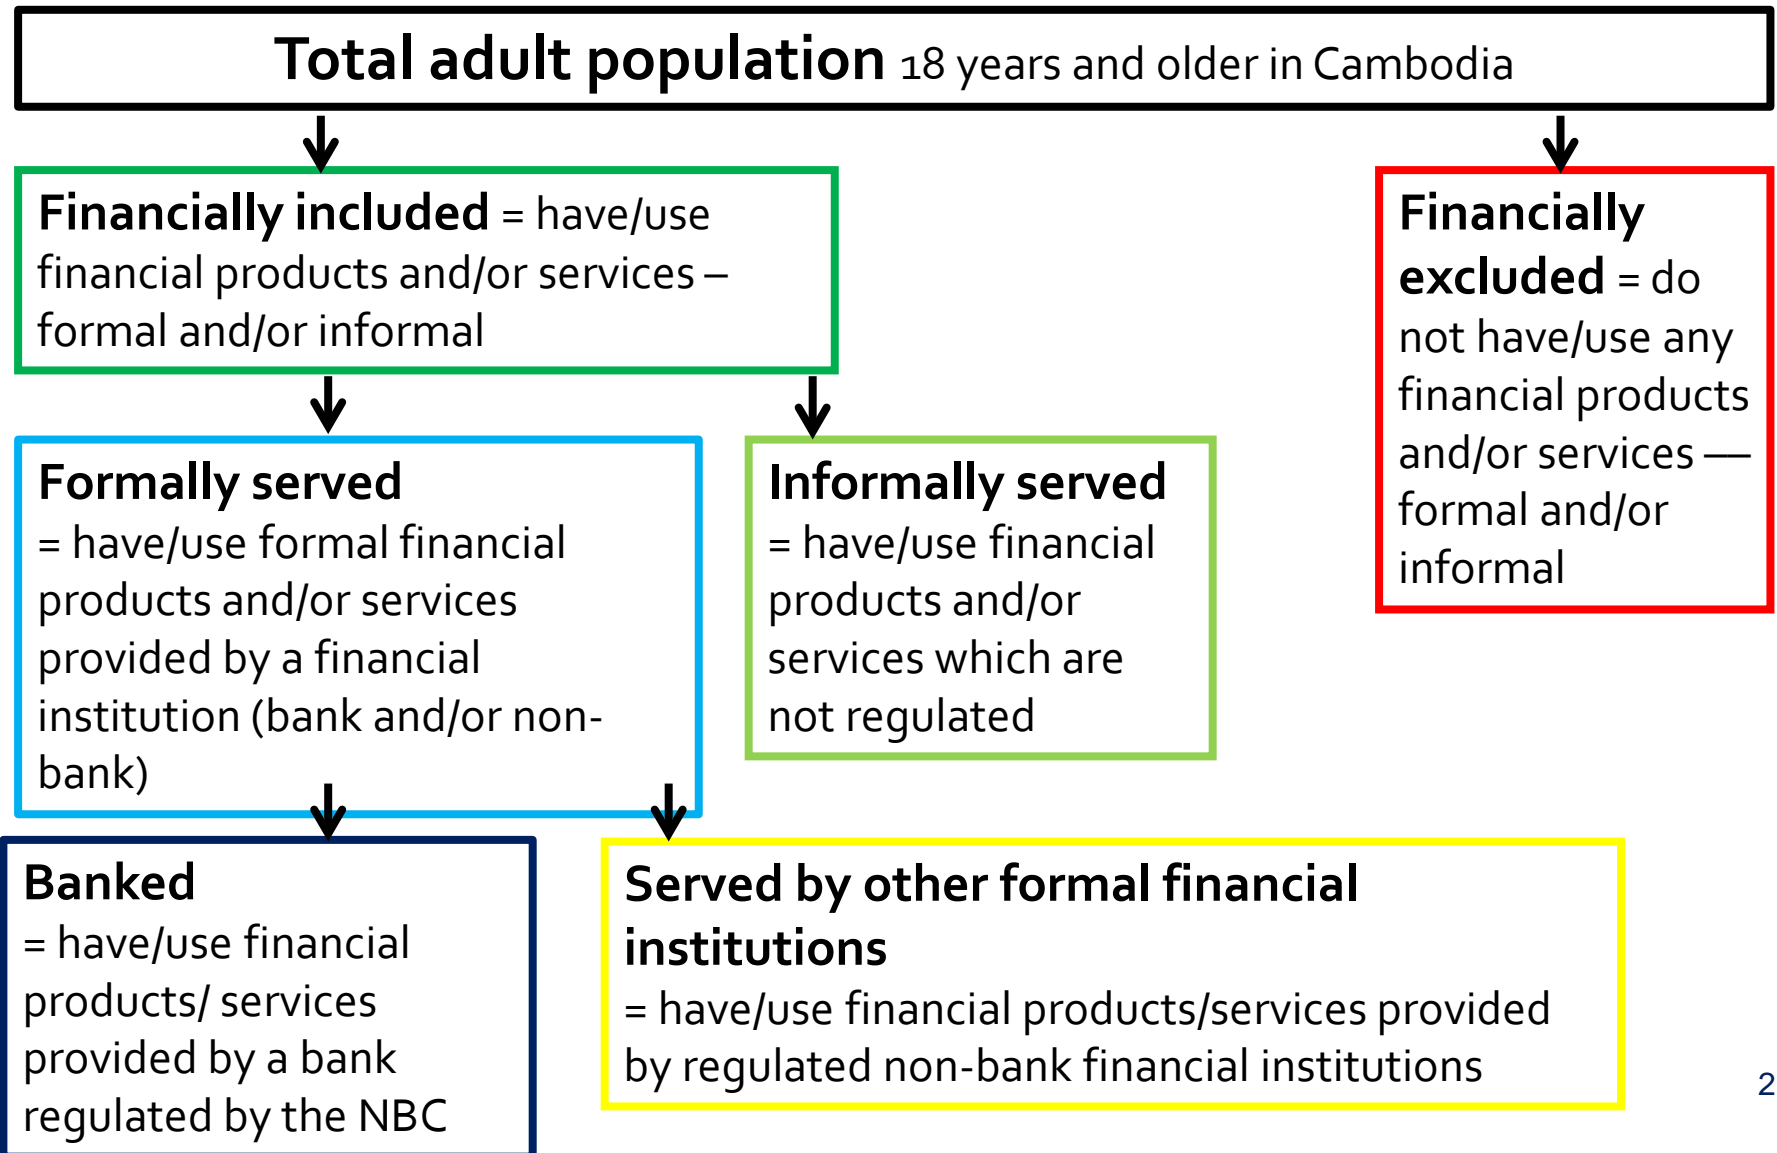 Total adult population 18 years and older in Cambodia
Financially included = have/use
financial products and/or services –
formal and/or informal
Financially
excluded = do
not have/use any
financial products
and/or services —
formal and/or
informal
Formally served
= have/use formal financial
products and/or services
provided by a financial
institution (bank and/or non-
bank)
Informally served
= have/use financial
products and/or
services which are
not regulated
Banked
= have/use financial
products/ services
provided by a bank
regulated by the NBC
Served by other formal financial
institutions
= have/use financial products/services provided
by regulated non-bank financial institutions
2